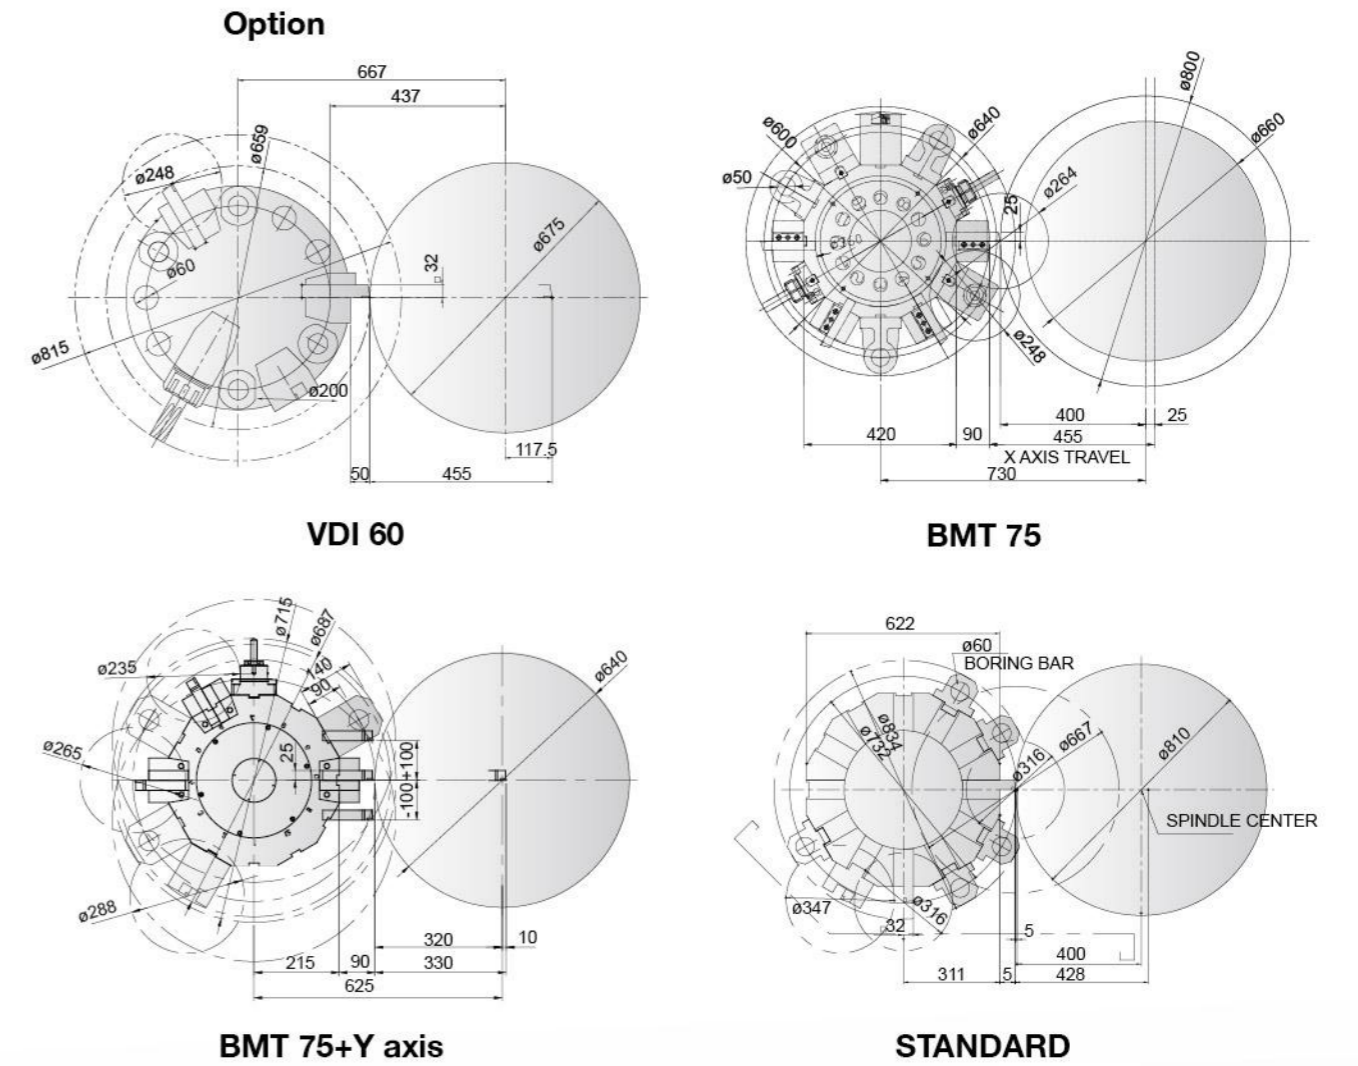 Option
667
437
ø659
ø248
ø675
32
ø60
ø815
ø200
117.5
50
455
VDI 60
ø800
ø600
ø640
ø660
ø50
ø264
25
ø248
400
25
420
90
455
X AXIS TRAVEL
730
BMT 75
ø715
ø687
ø235
140
90
ø640
ø265
25
-100+100
ø288
320
10
215
90
330
625
BMT 75+Y axis
622
ø60
BORING BAR
ø834
ø732
ø667
ø316
ø810
SPINDLE CENTER
ø347
ø316
32
5
400
311
5
428
STANDARD